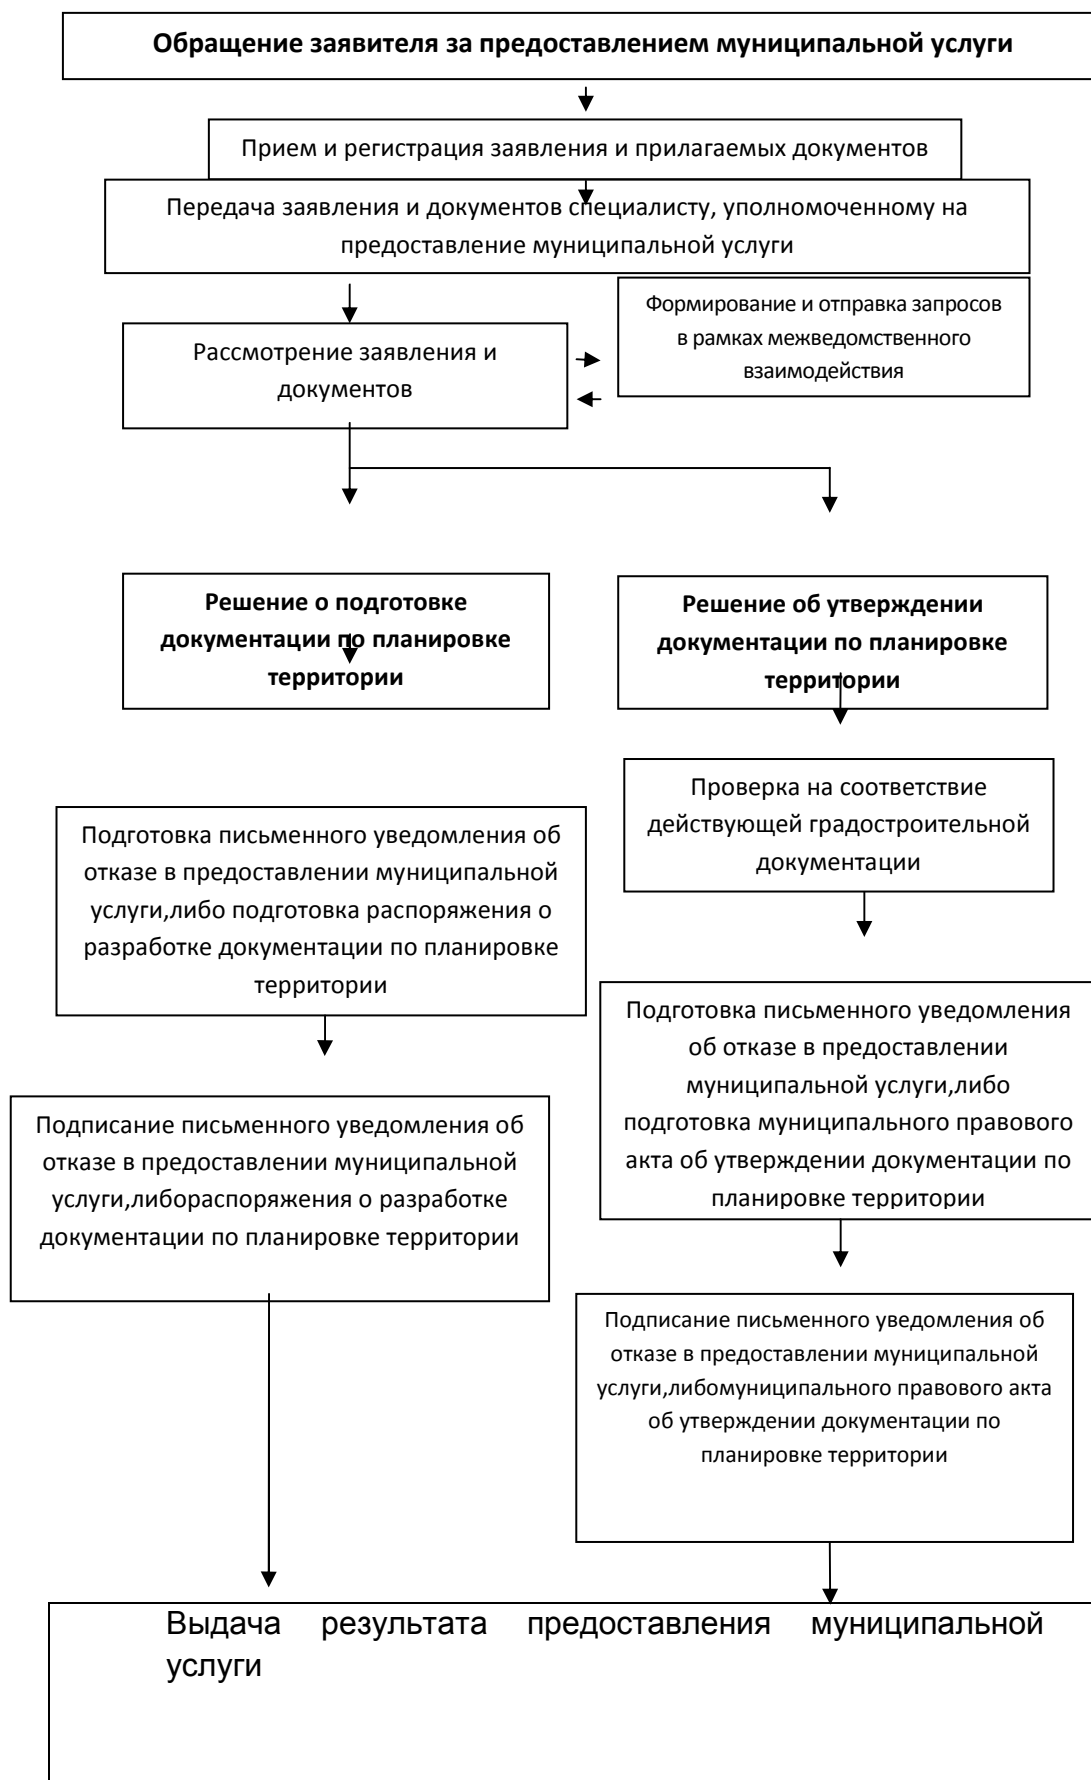 Обращение заявителя за предоставлением муниципальной услуги
Прием и регистрация заявления и прилагаемых документов
Передача заявления и документов специалисту, уполномоченному на
предоставление муниципальной услуги
Формирование и отправка запросов
в рамках межведомственного
взаимодействия
Рассмотрение заявления и
документов
Решение о подготовке
документации по планировке
территории
Решение об утверждении
документации по планировке
территории
Проверка на соответствие
действующей градостроительной
документации
Подготовка письменного уведомления об
отказе в предоставлении муниципальной
услуги,либо подготовка распоряжения о
разработке документации по планировке
территории
Подготовка письменного уведомления
об отказе в предоставлении
муниципальной услуги,либо
подготовка муниципального правового
акта об утверждении документации по
планировке территории
Подписание письменного уведомления об
отказе в предоставлении муниципальной
услуги,либораспоряжения о разработке
документации по планировке территории
Подписание письменного уведомления об
отказе в предоставлении муниципальной
услуги,либомуниципального правового акта
об утверждении документации по
планировке территории
Выдача результата предоставления муниципальной
услуги